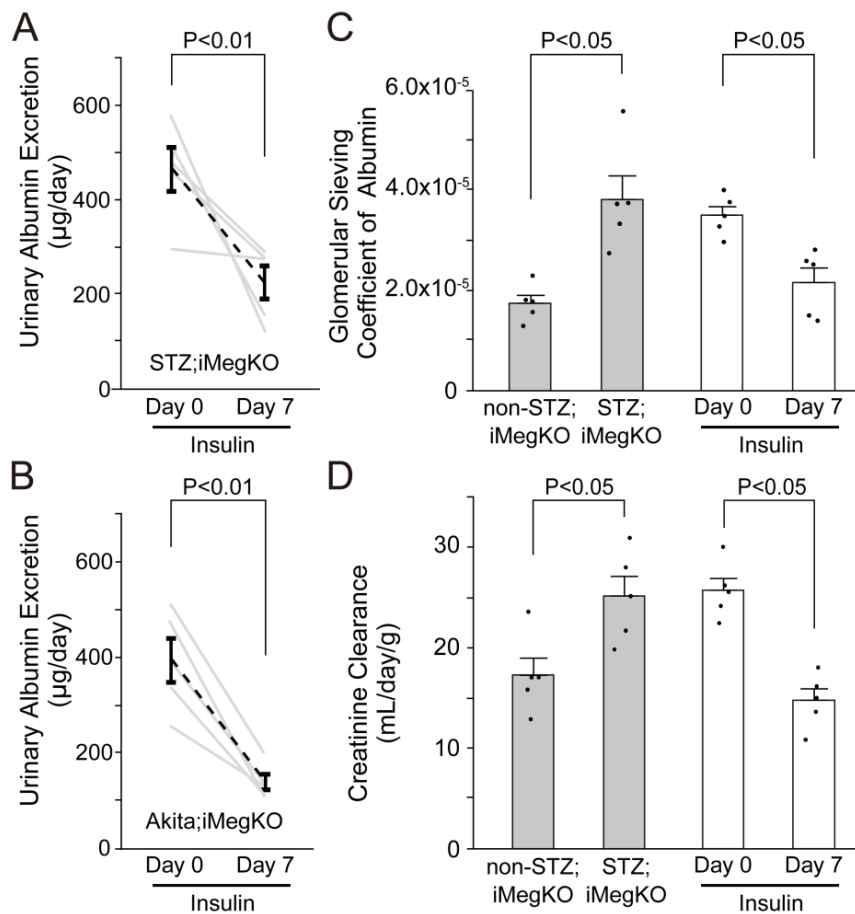 A
P<0.01
Urinary Albumin Excretion
(µg/day)
600
400
200
0
STZ;iMegKO
Day 0 Day 7
Insulin
B
P<0.01
Urinary Albumin Excretion
(µg/day)
600
400
200
0
Akita;iMegKO
Day 0 Day 7
Insulin
C
P<0.05 P<0.05
Glomerular Sieving
Coefficient of Albumin
6.0x10⁻⁵
4.0x10⁻⁵
2.0x10⁻⁵
0
non-STZ; STZ; Day 0 Day 7
iMegKO iMegKO Insulin
D
P<0.05 P<0.05
Creatinine Clearance
(mL/day/g)
30
25
15
10
0
non-STZ; STZ; Day 0 Day 7
iMegKO iMegKO Insulin